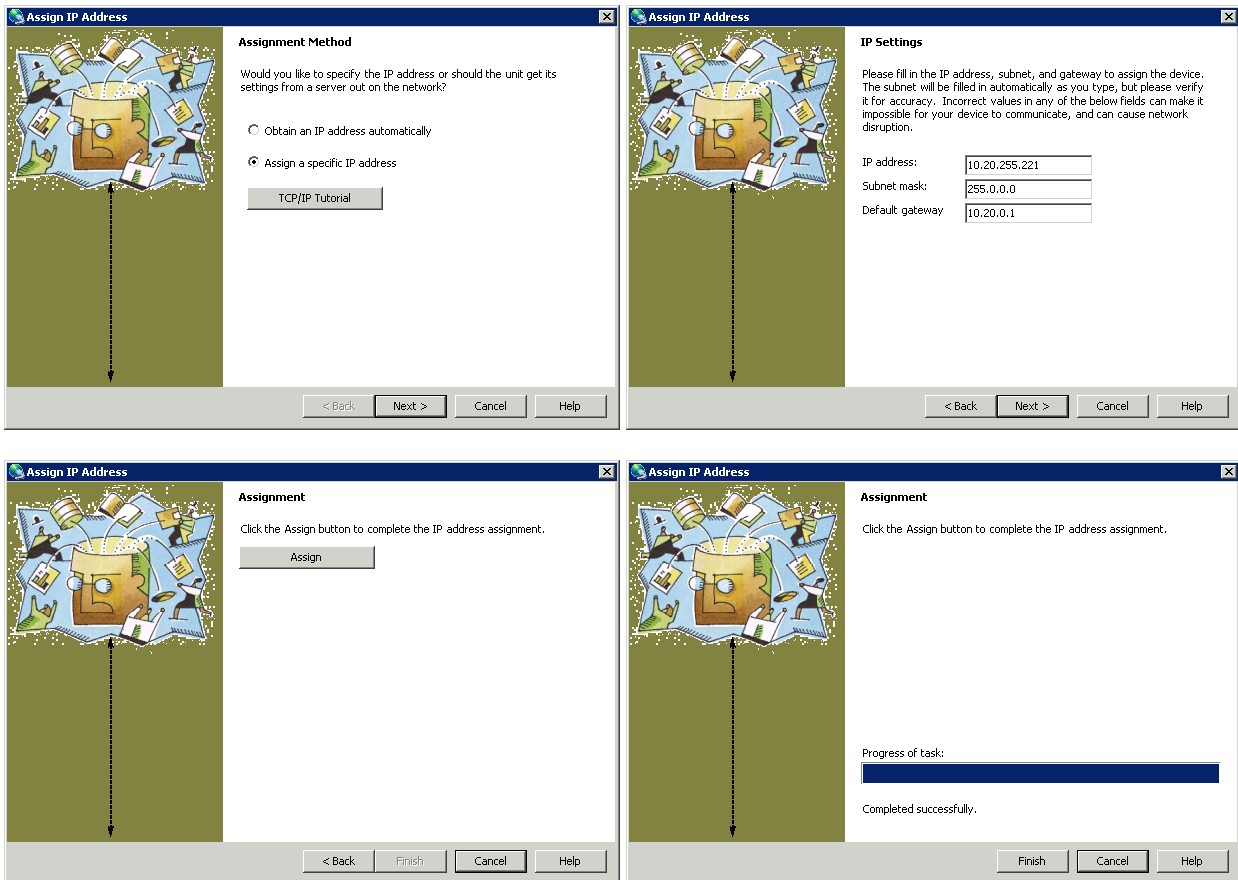 Assign IP Address
Assignment Method
Would you like to specify the IP address or should the unit get its
settings from a server out on the network?
Obtain an IP address automatically
Assign a specific IP address
TCP/IP Tutorial
< Back
Next >
Cancel
Help
Assign IP Address
IP Settings
Please fill in the IP address, subnet, and gateway to assign the device.
The subnet will be filled in automatically as you type, but please verify
it for accuracy. Incorrect values in any of the below fields can make it
impossible for your device to communicate, and can cause network
disruption.
IP address: 10.20.255.221
Subnet mask: 255.0.0.0
Default gateway 10.20.0.1
< Back
Next >
Cancel
Help
Assign IP Address
Assignment
Click the Assign button to complete the IP address assignment.
Assign
< Back
Finish
Cancel
Help
Assign IP Address
Assignment
Click the Assign button to complete the IP address assignment.
Progress of task:
Completed successfully.
Finish
Cancel
Help